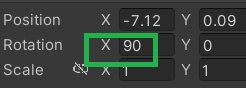 Position X -7.12 Y 0.09
Rotation X 90 Y 0
Scale X 1 Y 1